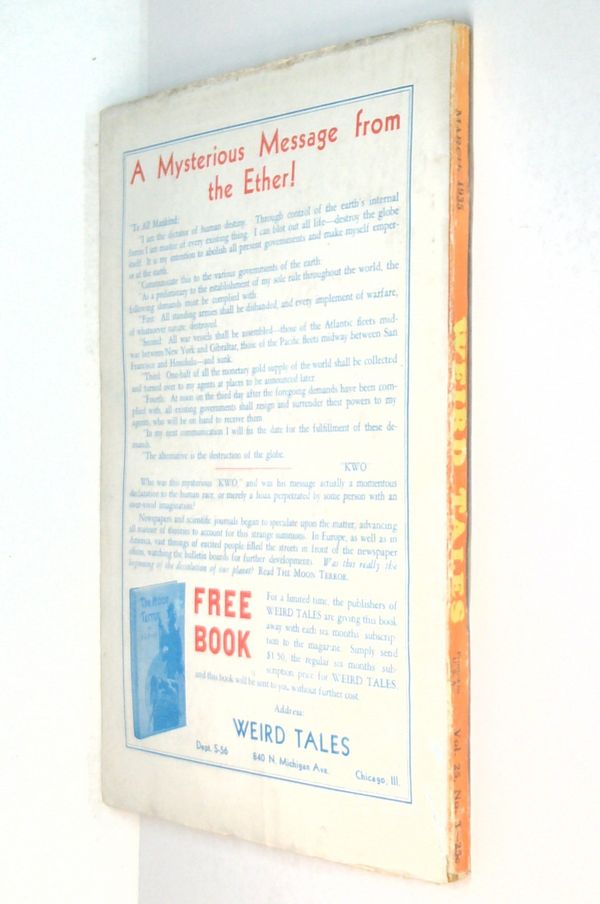 A Mysterious Message from
the Ether!
"To All Mankind:
"I am the dictator of human destiny. Through control of the earth's internal
forces I am master of every existing thing. I can blot out all life—destroy the globe
itself. It is my intention to abolish all present governments and make myself emper-
or of the earth.
"Communicate this to the various governments of the earth:
"As a preliminary to the establishment of my sole rule throughout the world, the
following demands must be complied with:
"First: All standing armies shall be disbanded, and every implement of warfare,
of whatsoever nature, destroyed.
"Second: All war vessels shall be assembled—those of the Atlantic fleets mid-
way between New York and Gibraltar, those of the Pacific fleets midway between San
Francisco and Honolulu—and sunk.
"Third: One-half of all the monetary gold supply of the world shall be collected
and turned over to my agents at places to be announced later.
"Fourth: At noon on the third day after the foregoing demands have been com-
plied with, all existing governments shall resign and surrender their powers to my
agents, who will be on hand to receive them.
"In my next communication I will fix the date for the fulfillment of these de-
mands.
"The alternative is the destruction of the globe.
"KWO"
Who was this mysterious "KWO," and was his message actually a momentous
declaration to the human race, or merely a hoax perpetrated by some person with an
over-vivid imagination?
Newspapers and scientific journals began to speculate upon the matter, advancing
all manner of theories to account for this strange summons. In Europe, as well as in
America, vast throngs of excited people filled the streets in front of the newspaper
offices, watching the bulletin boards for further developments. Was this really the
beginning of the dissolution of our planet? Read THE MOON TERROR.
The Moon
Terror
FREE
BOOK
For a limited time, the publishers of
WEIRD TALES are giving this book
away with each six months subscrip-
tion to the magazine. Simply send
$1.50, the regular six months sub-
scription price for WEIRD TALES
and this book will be sent to you, without further cost.
Address:
WEIRD TALES
Dept. S-56
840 N. Michigan Ave.
Chicago, Ill.
MARCH, 1935
WEIRD TALES
Vol. 25, No. 3—25c